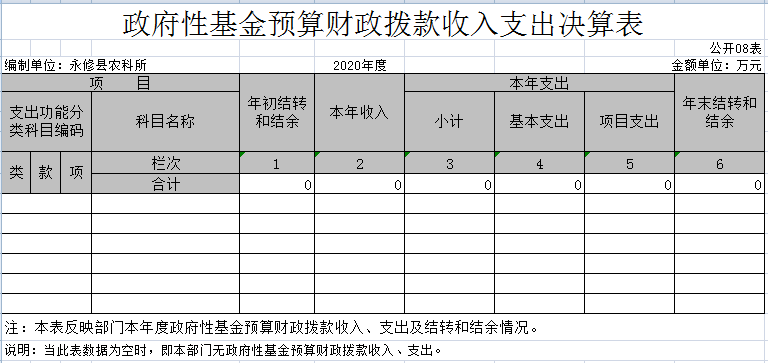 政府性基金预算财政拨款收入支出决算表
公开08表
编制单位：永修县农科所 2020年度 金额单位：万元
项 目 年初结转和结余 本年收入 本年支出 年末结转和结余
支出功能分类科目编码 科目名称 小计 基本支出 项目支出
类 款 项 栏次 1 2 3 4 5 6
合计 0 0 0 0 0 0
注：本表反映部门本年度政府性基金预算财政拨款收入、支出及结转和结余情况。
说明：当此表数据为空时，即本部门无政府性基金预算财政拨款收入、支出。